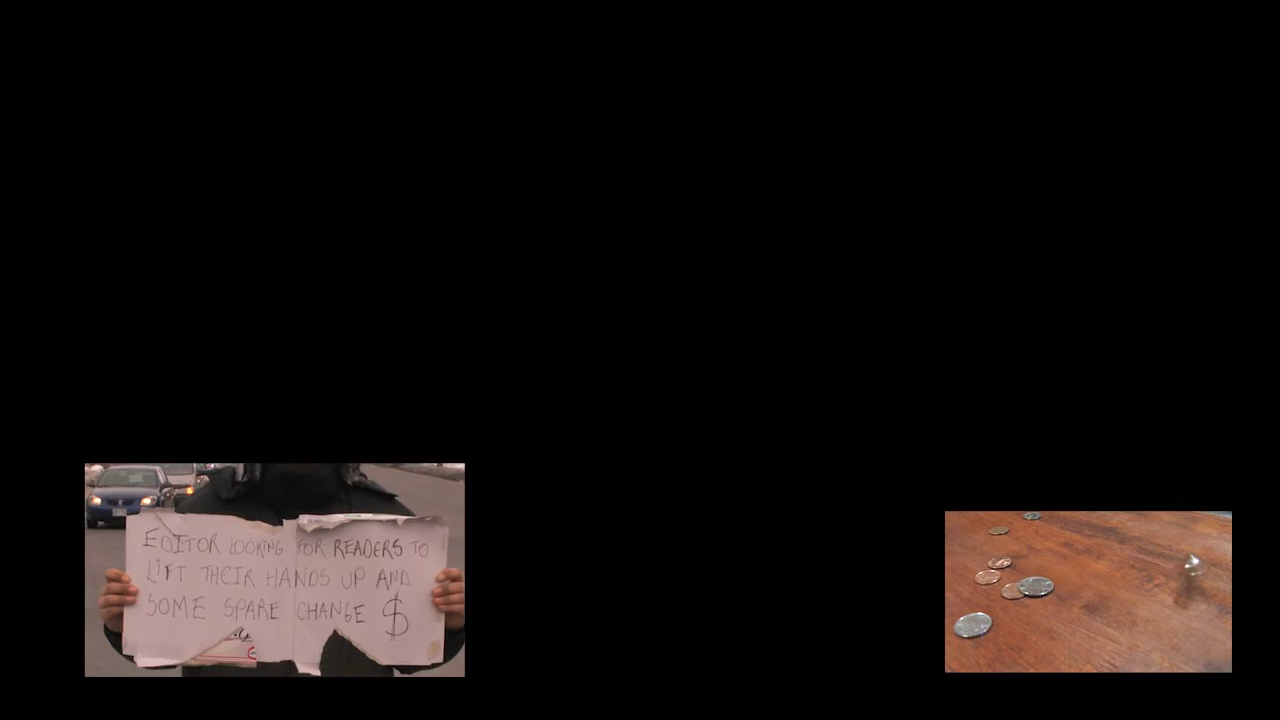 EDITOR LOOKING FOR READERS TO
LIFT THEIR HANDS UP AND
SOME SPARE CHANGE $